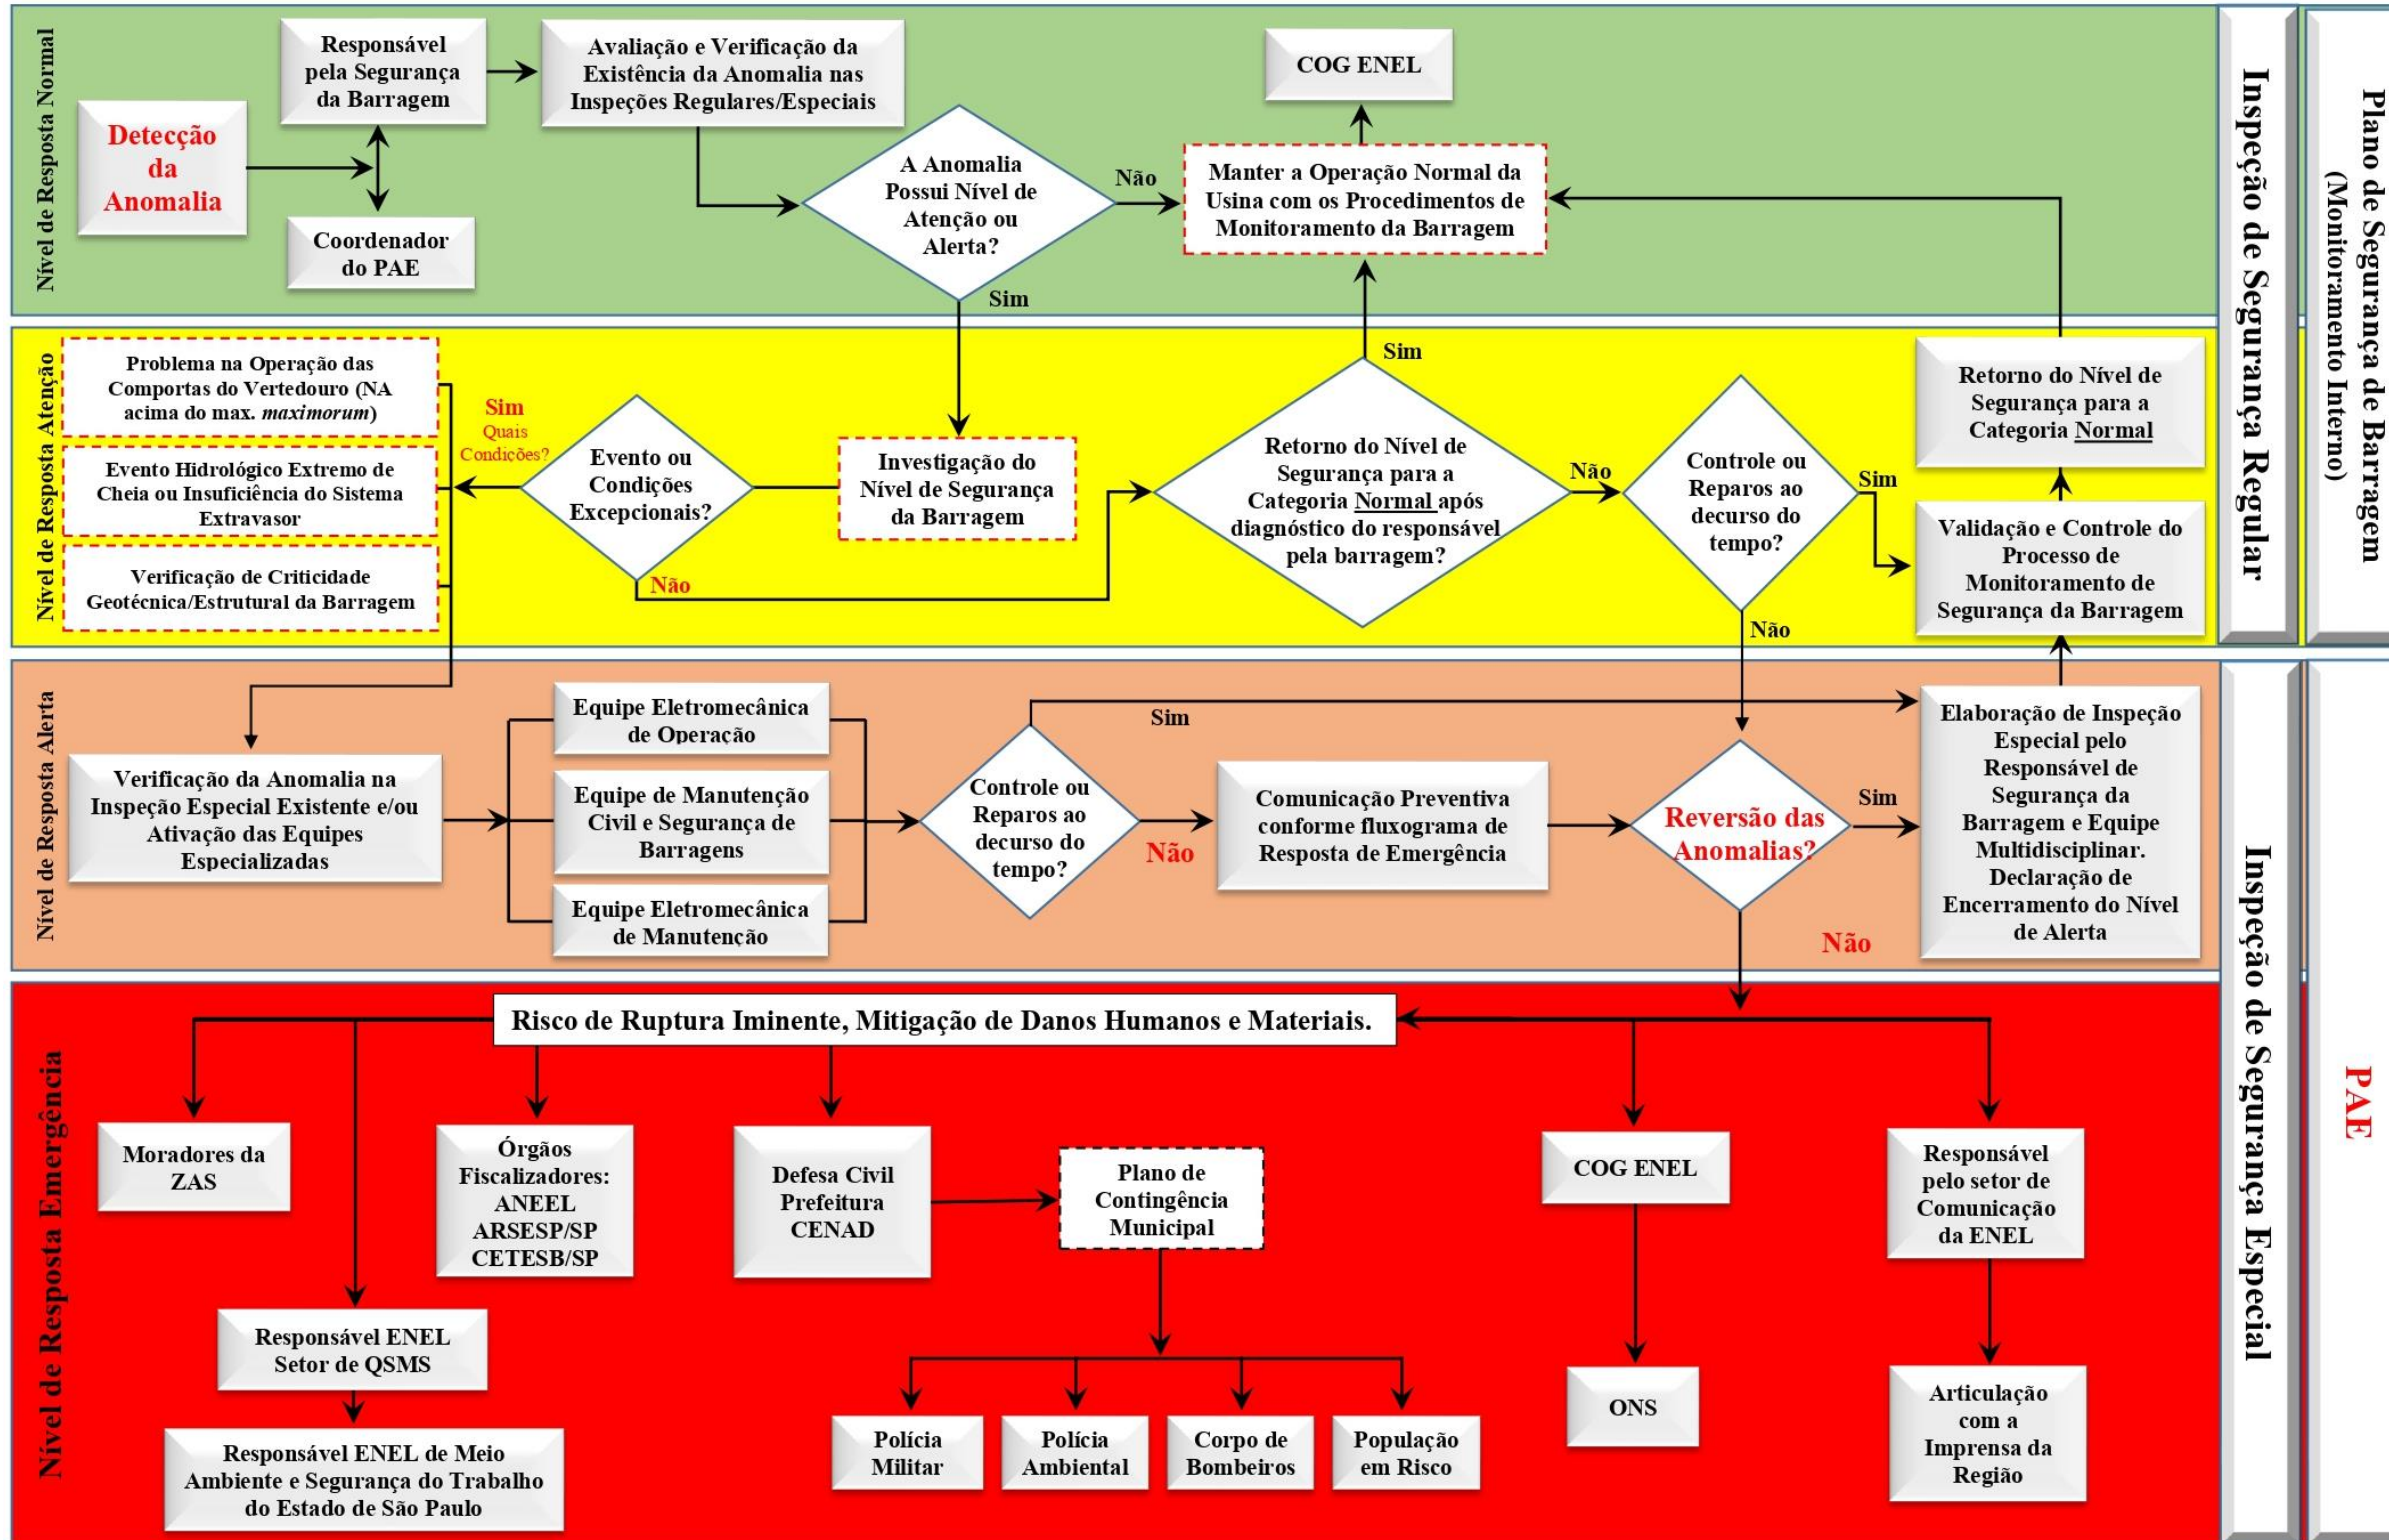 Nível de Resposta Normal
Detecção
da
Anomalia
Responsável
pela Segurança
da Barragem
Coordenador
do PAE
Avaliação e Verificação da
Existência da Anomalia nas
Inspeções Regulares/Especiais
A Anomalia
Possui Nível de
Atenção ou
Alerta?
Não
Sim
COG ENEL
Manter a Operação Normal da
Usina com os Procedimentos de
Monitoramento da Barragem
Inspeção de Segurança Regular
Plano de Segurança de Barragem
(Monitoramento Interno)
Nível de Resposta Atenção
Problema na Operação das
Comportas do Vertedouro (NA
acima do max. maximorum)
Evento Hidrológico Extremo de
Cheia ou Insuficiência do Sistema
Extravasor
Verificação de Criticidade
Geotécnica/Estrutural da Barragem
Sim
Quais
Condições?
Evento ou
Condições
Excepcionais?
Não
Investigação do
Nível de Segurança
da Barragem
Sim
Retorno do Nível de
Segurança para a
Categoria Normal após
diagnóstico do responsável
pela barragem?
Não
Controle ou
Reparos ao
decurso do
tempo?
Sim
Não
Retorno do Nível de
Segurança para a
Categoria Normal
Validação e Controle do
Processo de
Monitoramento de
Segurança da Barragem
Nível de Resposta Alerta
Verificação da Anomalia na
Inspeção Especial Existente e/ou
Ativação das Equipes
Especializadas
Equipe Eletromecânica
de Operação
Equipe de Manutenção
Civil e Segurança de
Barragens
Equipe Eletromecânica
de Manutenção
Controle ou
Reparos ao
decurso do
tempo?
Sim
Não
Comunicação Preventiva
conforme fluxograma de
Resposta de Emergência
Reversão das
Anomalias?
Sim
Não
Elaboração de Inspeção
Especial pelo
Responsável de
Segurança da
Barragem e Equipe
Multidisciplinar.
Declaração de
Encerramento do Nível
de Alerta
Inspeção de Segurança Especial
PAE
Nível de Resposta Emergência
Risco de Ruptura Iminente, Mitigação de Danos Humanos e Materiais.
Moradores da
ZAS
Responsável ENEL
Setor de QSMS
Responsável ENEL de Meio
Ambiente e Segurança do Trabalho
do Estado de São Paulo
Órgãos
Fiscalizadores:
ANEEL
ARSESP/SP
CETESB/SP
Defesa Civil
Prefeitura
CENAD
Plano de
Contingência
Municipal
Polícia
Militar
Polícia
Ambiental
Corpo de
Bombeiros
População
em Risco
COG ENEL
ONS
Responsável
pelo setor de
Comunicação
da ENEL
Articulação
com a
Imprensa da
Região